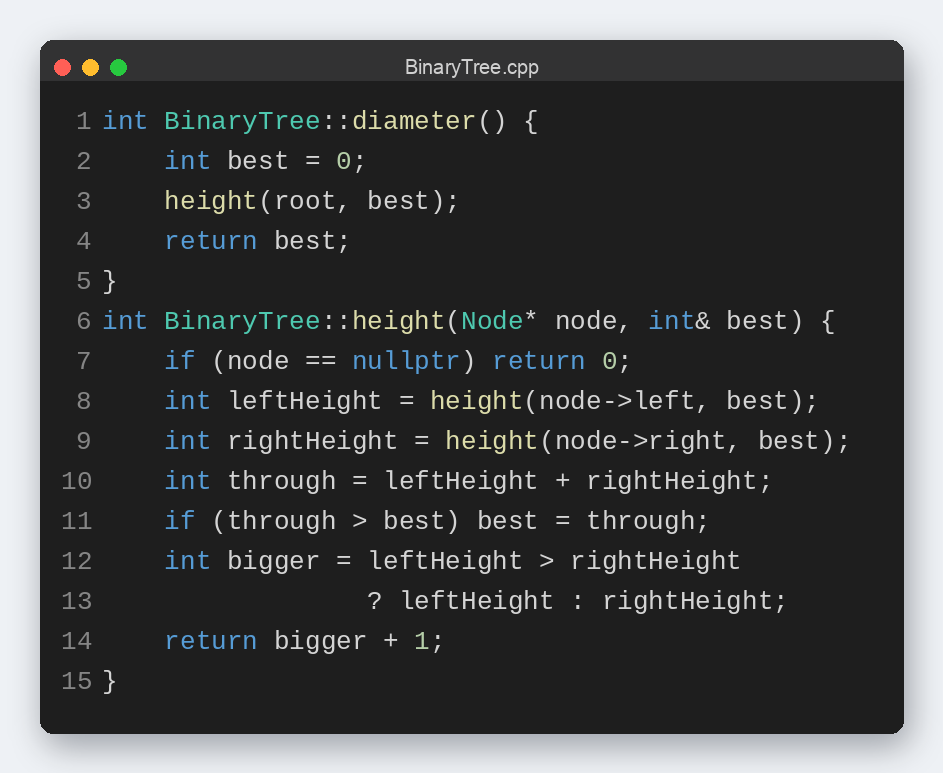 BinaryTree.cpp
1 int BinaryTree::diameter() {
2     int best = 0;
3     height(root, best);
4     return best;
5 }
6 int BinaryTree::height(Node* node, int& best) {
7     if (node == nullptr) return 0;
8     int leftHeight = height(node->left, best);
9     int rightHeight = height(node->right, best);
10     int through = leftHeight + rightHeight;
11     if (through > best) best = through;
12     int bigger = leftHeight > rightHeight
13                  ? leftHeight : rightHeight;
14     return bigger + 1;
15 }